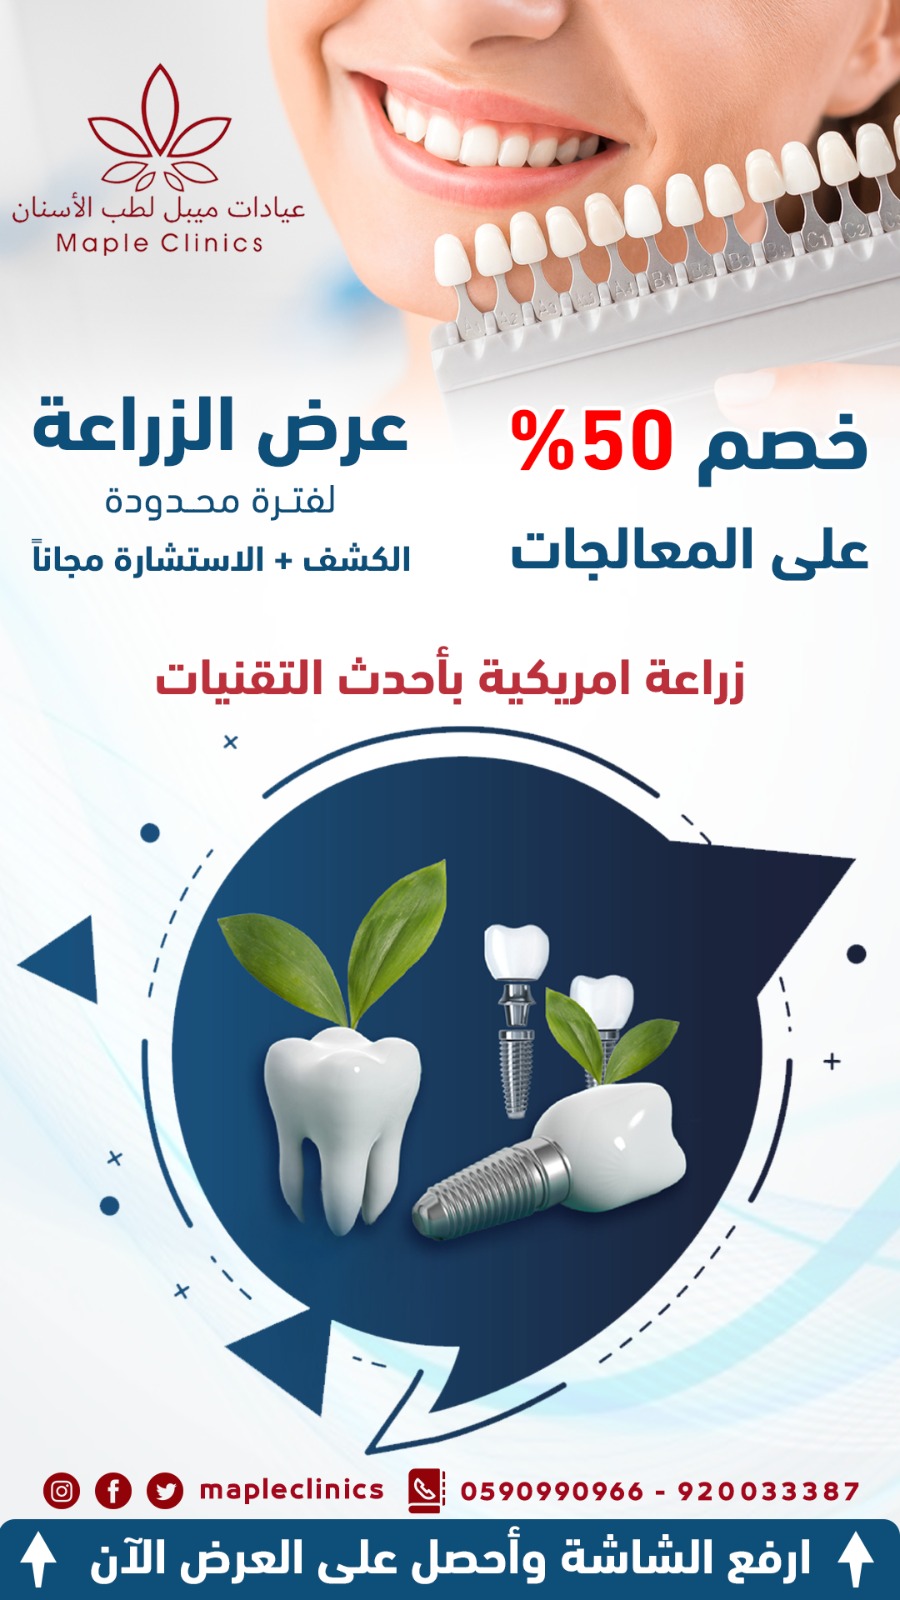 عيادات ميبل لطب الأسنان
Maple Clinics
خصم 50%
على المعالجات
عرض الزراعة
لفترة محدودة
الكشف + الاستشارة مجاناً
زراعة امريكية بأحدث التقنيات
mapleclinics 0590990966 - 920033387
ارفع الشاشة وأحصل على العرض الآن